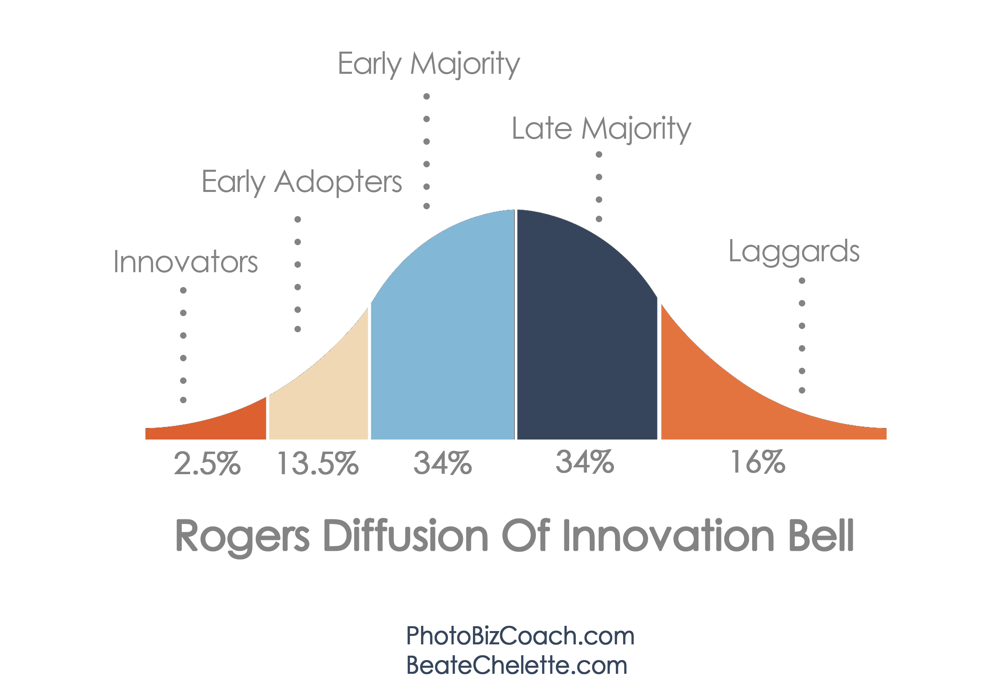 Early Majority
Late Majority
Early Adopters
Innovators
Laggards
2.5% 13.5% 34% 34% 16%
Rogers Diffusion Of Innovation Bell
PhotoBizCoach.com
BeateChelette.com